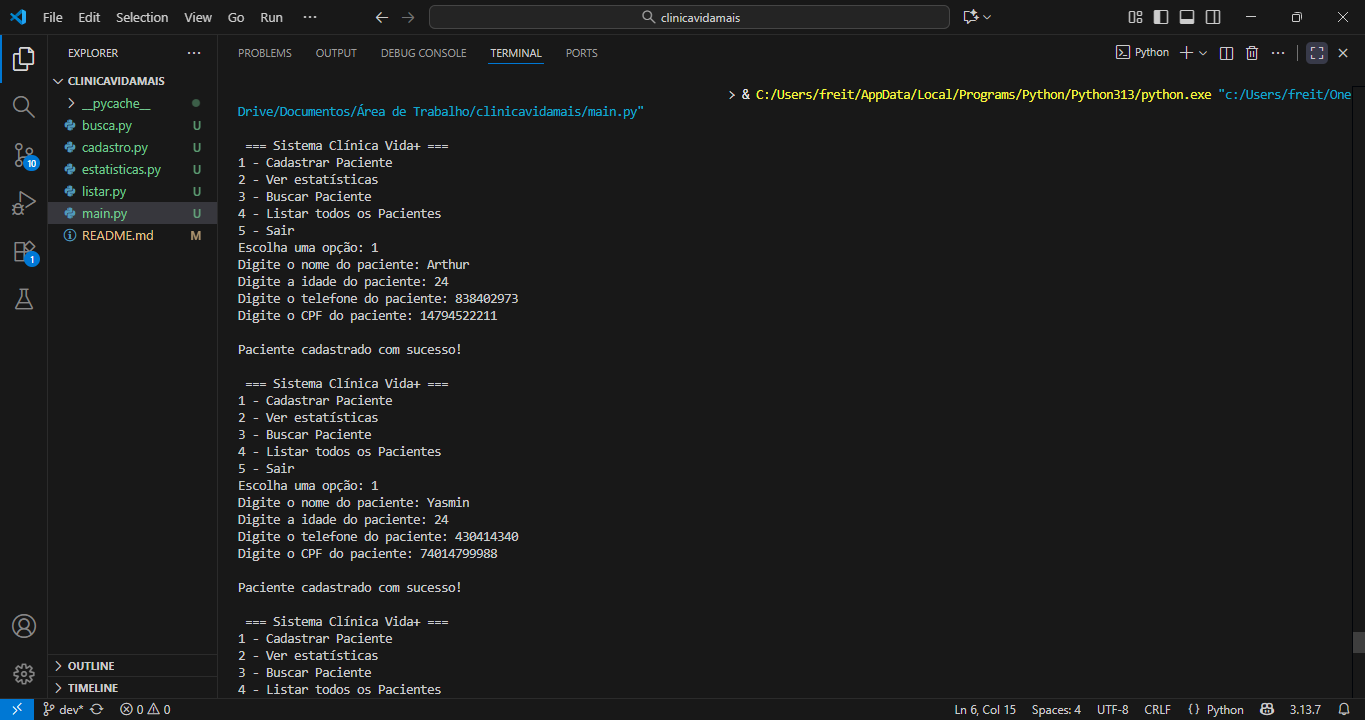 File Edit Selection View Go Run ··· clinicavidamais
EXPLORER ···
CLINICAVIDAMAIS
__pycache__
busca.py U
cadastro.py U
estatisticas.py U
listar.py U
main.py U
README.md M
OUTLINE
TIMELINE
10
1
PROBLEMS OUTPUT DEBUG CONSOLE TERMINAL PORTS Python ···
> & C:/Users/freit/AppData/Local/Programs/Python/Python313/python.exe "c:/Users/freit/One
Drive/Documentos/Área de Trabalho/clinicavidamais/main.py"
=== Sistema Clínica Vida+ ===
1 - Cadastrar Paciente
2 - Ver estatísticas
3 - Buscar Paciente
4 - Listar todos os Pacientes
5 - Sair
Escolha uma opção: 1
Digite o nome do paciente: Arthur
Digite a idade do paciente: 24
Digite o telefone do paciente: 838402973
Digite o CPF do paciente: 14794522211
Paciente cadastrado com sucesso!
=== Sistema Clínica Vida+ ===
1 - Cadastrar Paciente
2 - Ver estatísticas
3 - Buscar Paciente
4 - Listar todos os Pacientes
5 - Sair
Escolha uma opção: 1
Digite o nome do paciente: Yasmin
Digite a idade do paciente: 24
Digite o telefone do paciente: 430414340
Digite o CPF do paciente: 74014799988
Paciente cadastrado com sucesso!
=== Sistema Clínica Vida+ ===
1 - Cadastrar Paciente
2 - Ver estatísticas
3 - Buscar Paciente
4 - Listar todos os Pacientes
dev* 0 0 Ln 6, Col 15 Spaces: 4 UTF-8 CRLF {} Python 3.13.7